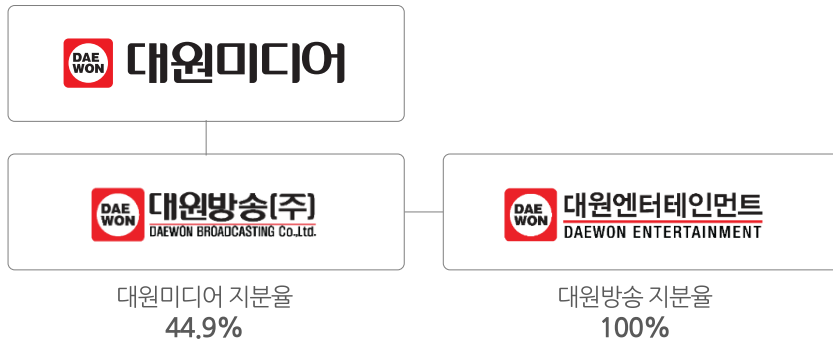 DAE
WON
대원미디어
DAE
WON
대원방송(주)
DAEWON BROADCASTING Co.,Ltd.
DAE
WON
대원엔터테인먼트
DAEWON ENTERTAINMENT
대원미디어 지분율
44.9%
대원방송 지분율
100%